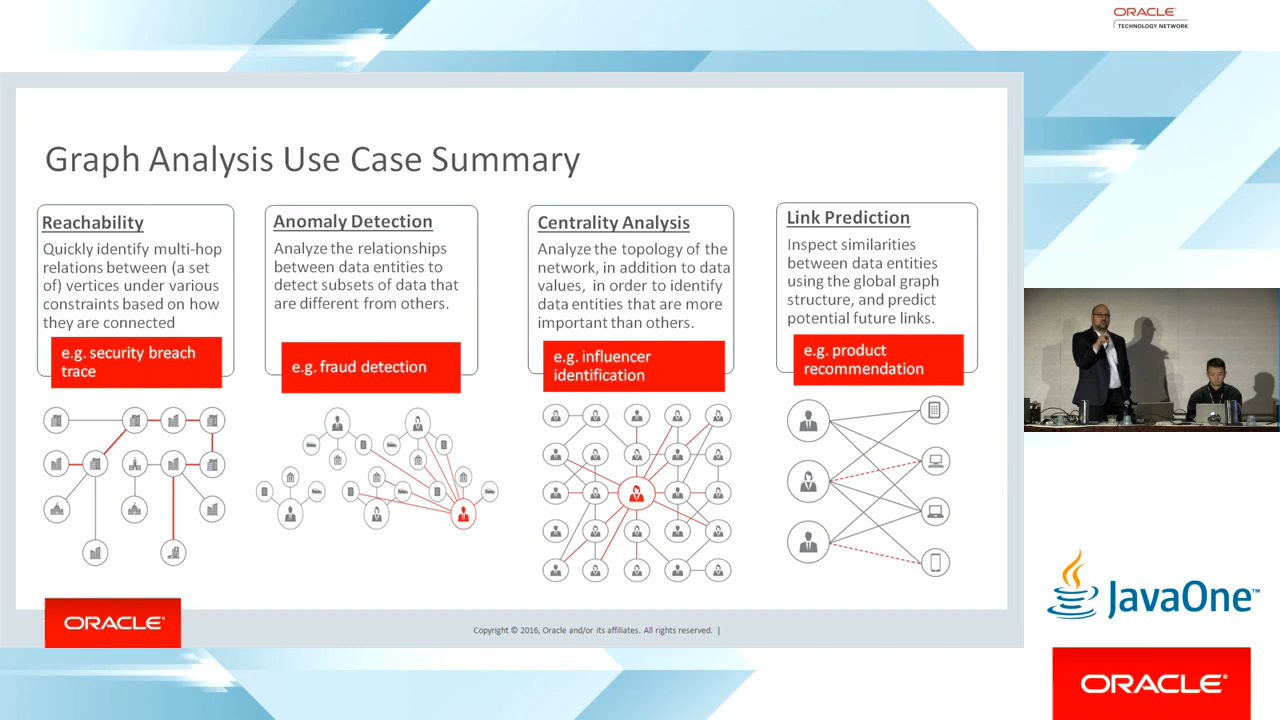 ORACLE
TECHNOLOGY NETWORK
Graph Analysis Use Case Summary
Reachability
Quickly identify multi-hop
relations between (a set
of) vertices under various
constraints based on how
they are connected
e.g. security breach
trace
Anomaly Detection
Analyze the relationships
between data entities to
detect subsets of data that
are different from others.
e.g. fraud detection
Centrality Analysis
Analyze the topology of the
network, in addition to data
values, in order to identify
data entities that are more
important than others.
e.g. influencer
identification
Link Prediction
Inspect similarities
between data entities
using the global graph
structure, and predict
potential future links.
e.g. product
recommendation
ORACLE®
Copyright © 2016, Oracle and/or its affiliates. All rights reserved. |
JavaOne™
ORACLE®